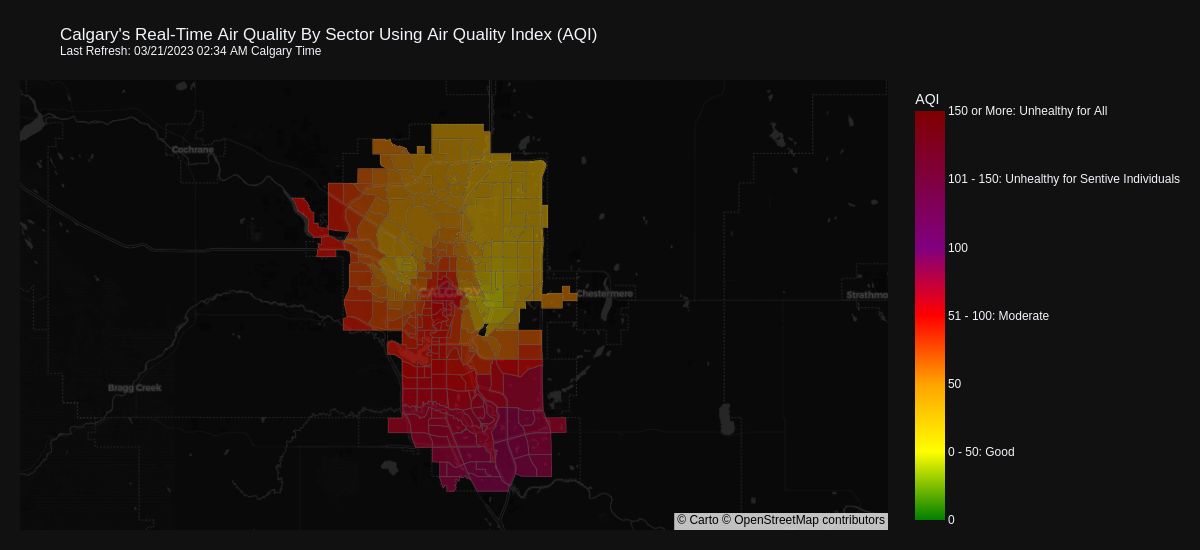 Calgary's Real-Time Air Quality By Sector Using Air Quality Index (AQI)
Last Refresh: 03/21/2023 02:34 AM Calgary Time
AQI
150 or More: Unhealthy for All
101 - 150: Unhealthy for Sentive Individuals
100
51 - 100: Moderate
50
0 - 50: Good
0
Cochrane
CALGARY
Chestermere
Strathmo
Bragg Creek
© Carto © OpenStreetMap contributors